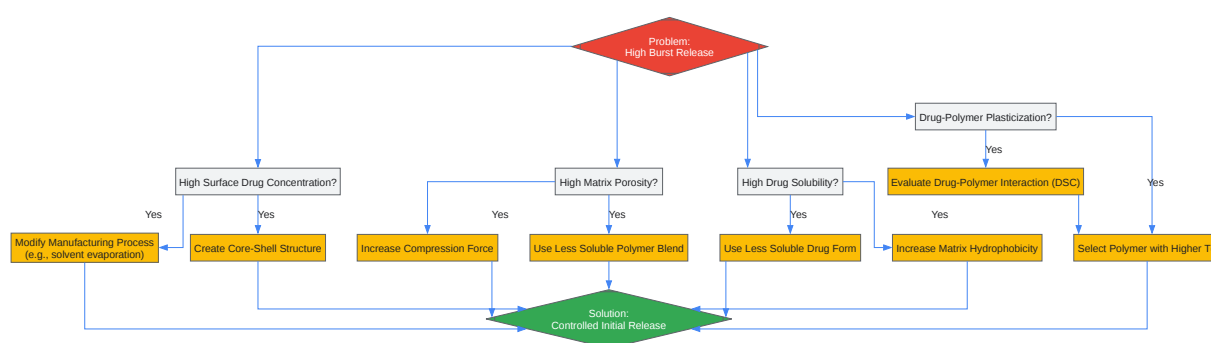 Problem:
High Burst Release
Drug-Polymer Plasticization?
Yes
High Surface Drug Concentration?
High Matrix Porosity?
High Drug Solubility?
Evaluate Drug-Polymer Interaction (DSC)
Yes
Yes
Yes
Yes
Yes
Yes
Yes
Modify Manufacturing Process
(e.g., solvent evaporation)
Create Core-Shell Structure
Increase Compression Force
Use Less Soluble Polymer Blend
Use Less Soluble Drug Form
Increase Matrix Hydrophobicity
Select Polymer with Higher T
Solution:
Controlled Initial Release